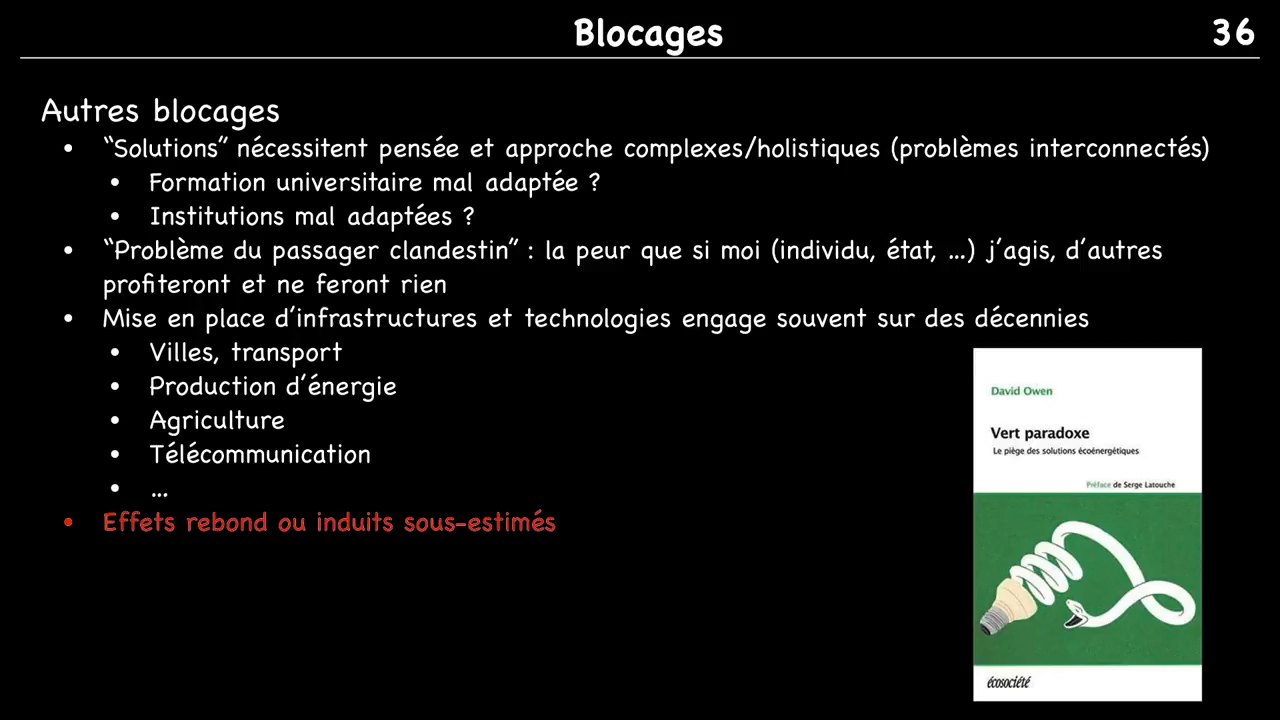 Blocages
36
Autres blocages
• “Solutions” nécessitent pensée et approche complexes/holistiques (problèmes interconnectés)
• Formation universitaire mal adaptée ?
• Institutions mal adaptées ?
• “Problème du passager clandestin” : la peur que si moi (individu, état, ...) j’agis, d’autres
profiteront et ne feront rien
• Mise en place d’infrastructures et technologies engage souvent sur des décennies
• Villes, transport
• Production d’énergie
• Agriculture
• Télécommunication
• ...
• Effets rebond ou induits sous-estimés
David Owen
Vert paradoxe
Le piège des solutions écoénergétiques
Préface de Serge Latouche
écosociété